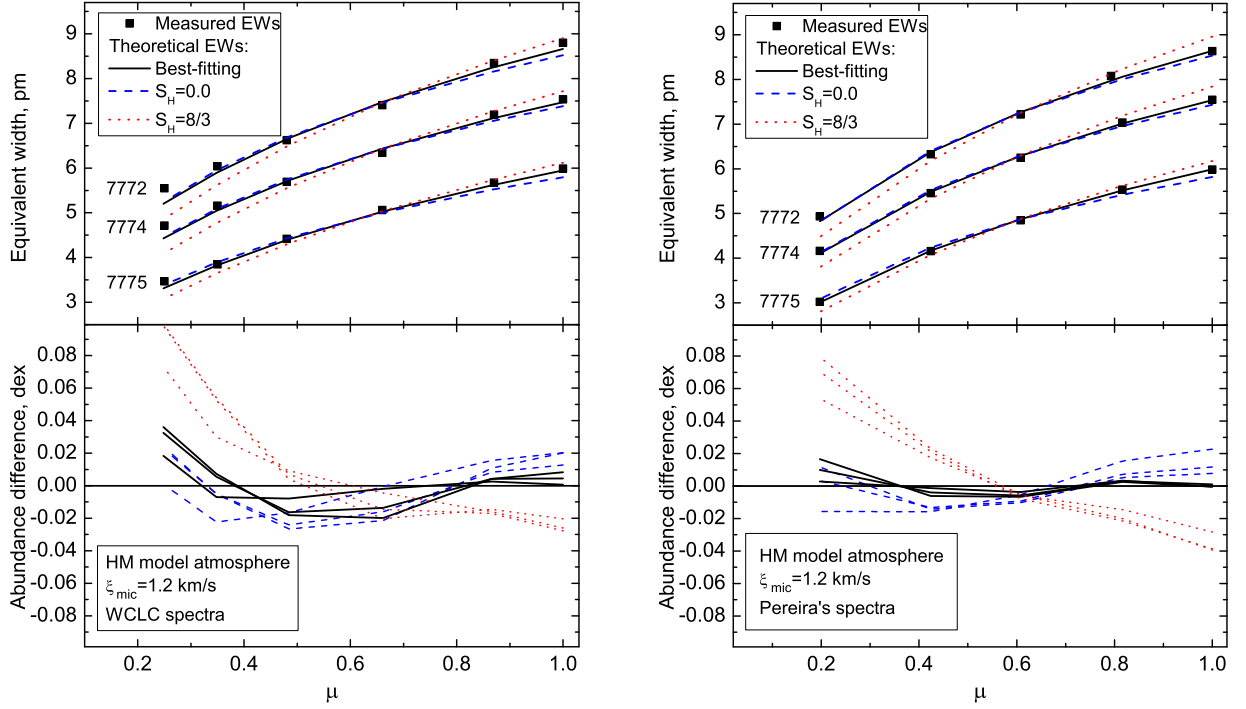 Measured EWs
Theoretical EWs:
Best-fitting
S_H=0.0
S_H=8/3
9
8
7
6
5
4
3
Equivalent width, pm
7772
7774
7775
0.08
0.06
0.04
0.02
0.00
-0.02
-0.04
-0.06
-0.08
Abundance difference, dex
HM model atmosphere
ξ_mic=1.2 km/s
WCLC spectra
0.2 0.4 0.6 0.8 1.0
μ
Measured EWs
Theoretical EWs:
Best-fitting
S_H=0.0
S_H=8/3
9
8
7
6
5
4
3
Equivalent width, pm
7772
7774
7775
0.08
0.06
0.04
0.02
0.00
-0.02
-0.04
-0.06
-0.08
Abundance difference, dex
HM model atmosphere
ξ_mic=1.2 km/s
Pereira's spectra
0.2 0.4 0.6 0.8 1.0
μ